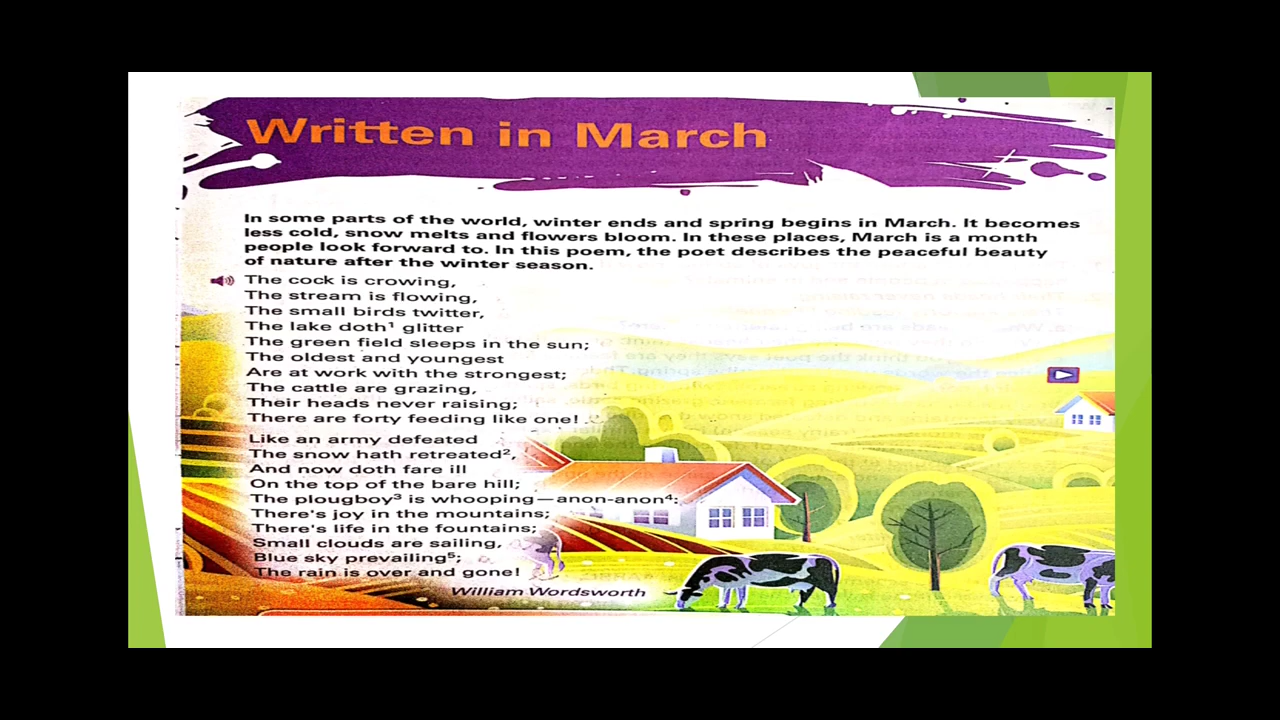 Written in March
In some parts of the world, winter ends and spring begins in March. It becomes
less cold, snow melts and flowers bloom. In these places, March is a month
people look forward to. In this poem, the poet describes the peaceful beauty
of nature after the winter season.
The cock is crowing,
The stream is flowing,
The small birds twitter,
The lake doth¹ glitter
The green field sleeps in the sun;
The oldest and youngest
Are at work with the strongest;
The cattle are grazing,
Their heads never raising;
There are forty feeding like one!
Like an army defeated
The snow hath retreated²,
And now doth fare ill
On the top of the bare hill;
The plougboy³ is whooping—anon-anon⁴:
There's joy in the mountains;
There's life in the fountains;
Small clouds are sailing,
Blue sky prevailing⁵;
The rain is over and gone!
William Wordsworth